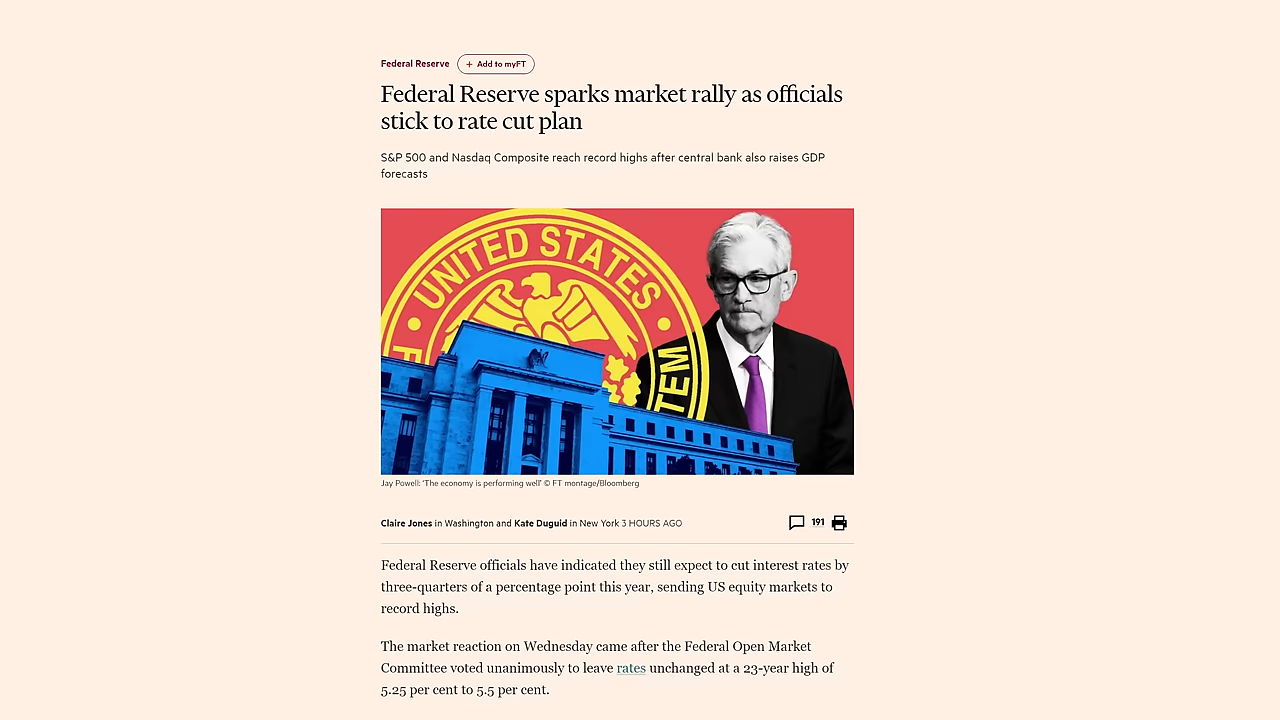 Federal Reserve
+ Add to myFT
Federal Reserve sparks market rally as officials
stick to rate cut plan
S&P 500 and Nasdaq Composite reach record highs after central bank also raises GDP
forecasts
UNITED STATES
TEM
Jay Powell: ‘The economy is performing well’ © FT montage/Bloomberg
Claire Jones in Washington and Kate Duguid in New York 3 HOURS AGO
191
Federal Reserve officials have indicated they still expect to cut interest rates by
three-quarters of a percentage point this year, sending US equity markets to
record highs.
The market reaction on Wednesday came after the Federal Open Market
Committee voted unanimously to leave rates unchanged at a 23-year high of
5.25 per cent to 5.5 per cent.